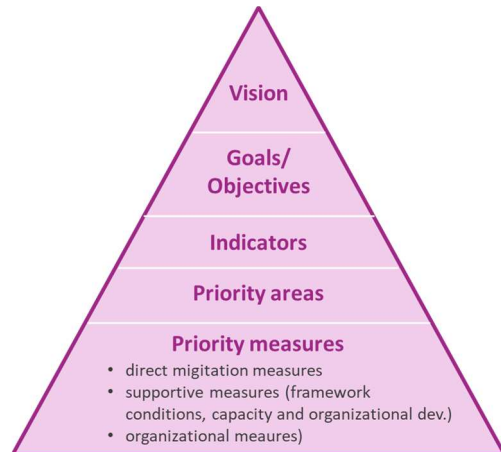 Vision
Goals/
Objectives
Indicators
Priority areas
Priority measures
• direct migitation measures
• supportive measures (framework
conditions, capacity and organizational dev.)
• organizational meaures)